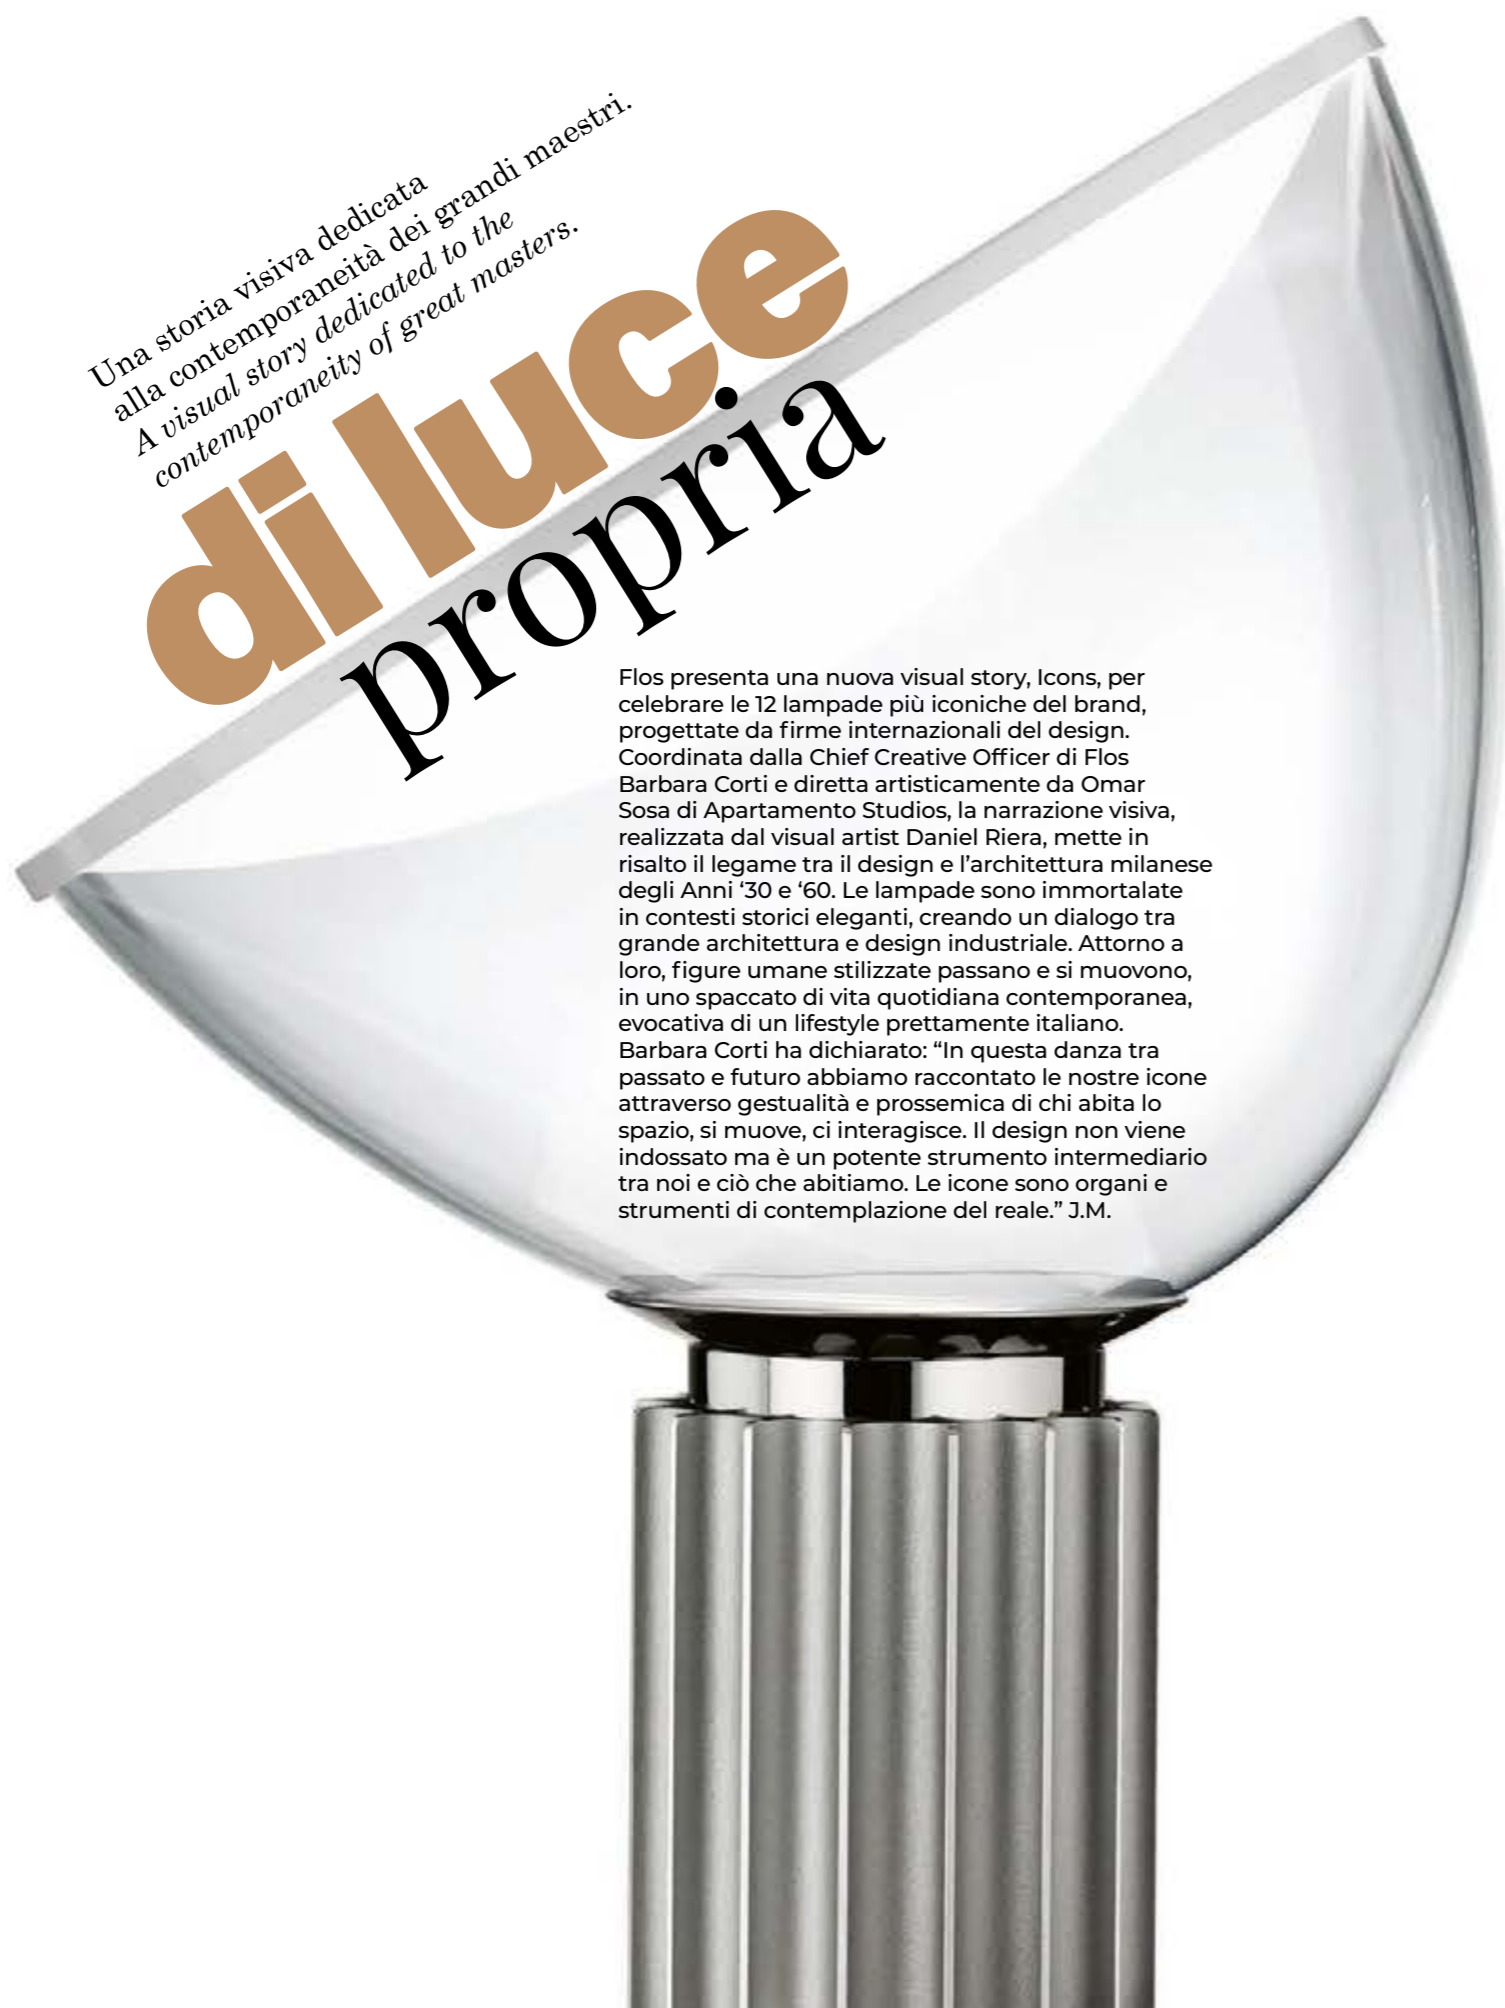 Una storia visiva dedicata
alla contemporaneità dei grandi maestri.
A visual story dedicated to the
contemporaneity of great masters.
di luce
propria
Flos presenta una nuova visual story, Icons, per
celebrare le 12 lampade più iconiche del brand,
progettate da firme internazionali del design.
Coordinata dalla Chief Creative Officer di Flos
Barbara Corti e diretta artisticamente da Omar
Sosa di Apartamento Studios, la narrazione visiva,
realizzata dal visual artist Daniel Riera, mette in
risalto il legame tra il design e l’architettura milanese
degli Anni ‘30 e ‘60. Le lampade sono immortalate
in contesti storici eleganti, creando un dialogo tra
grande architettura e design industriale. Attorno a
loro, figure umane stilizzate passano e si muovono,
in uno spaccato di vita quotidiana contemporanea,
evocativa di un lifestyle prettamente italiano.
Barbara Corti ha dichiarato: “In questa danza tra
passato e futuro abbiamo raccontato le nostre icone
attraverso gestualità e prossemica di chi abita lo
spazio, si muove, ci interagisce. Il design non viene
indossato ma è un potente strumento intermediario
tra noi e ciò che abitiamo. Le icone sono organi e
strumenti di contemplazione del reale.” J.M.